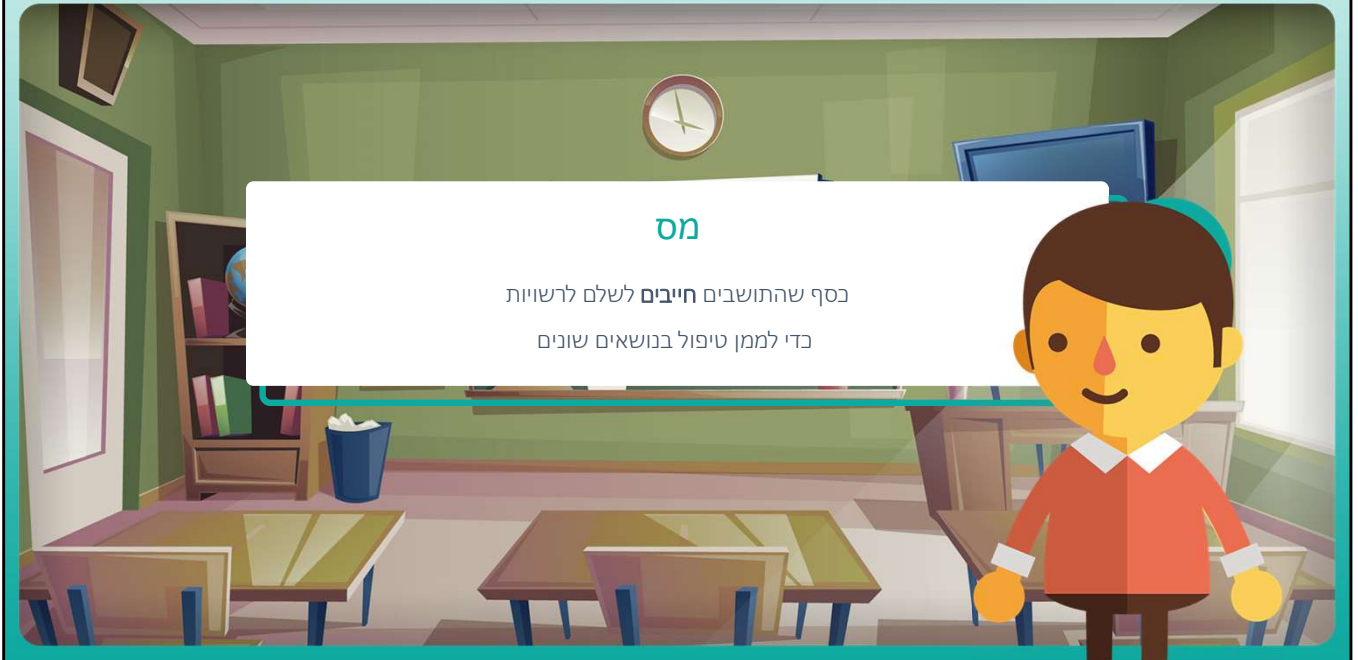 מס
כסף שהתושבים חייבים לשלם לרשויות
כדי לממן טיפול בנושאים שונים